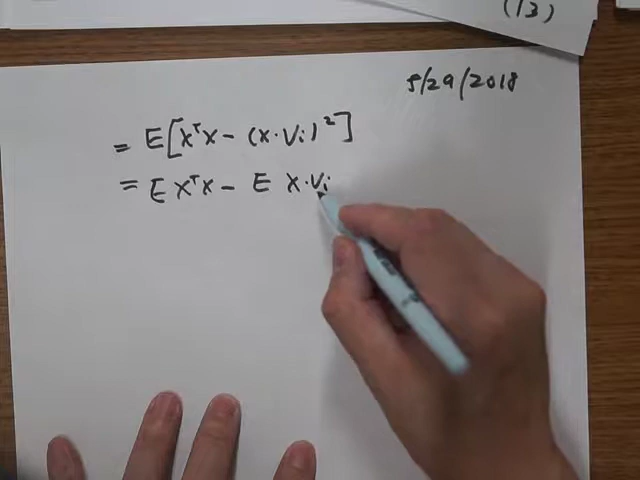 (13)
5/29/2018
= E[xᵀx - (x·Vi)²]
= E xᵀx - E x·Vi